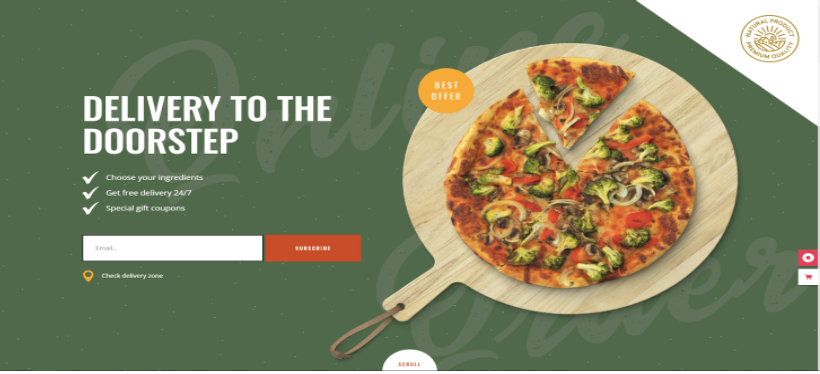 Online
Order
NATURAL PRODUCT
PREMIUM QUALITY
BEST
OFFER
DELIVERY TO THE
DOORSTEP
Choose your ingredients
Get free delivery 24/7
Special gift coupons
Email...
SUBSCRIBE
Check delivery zone
SCROLL